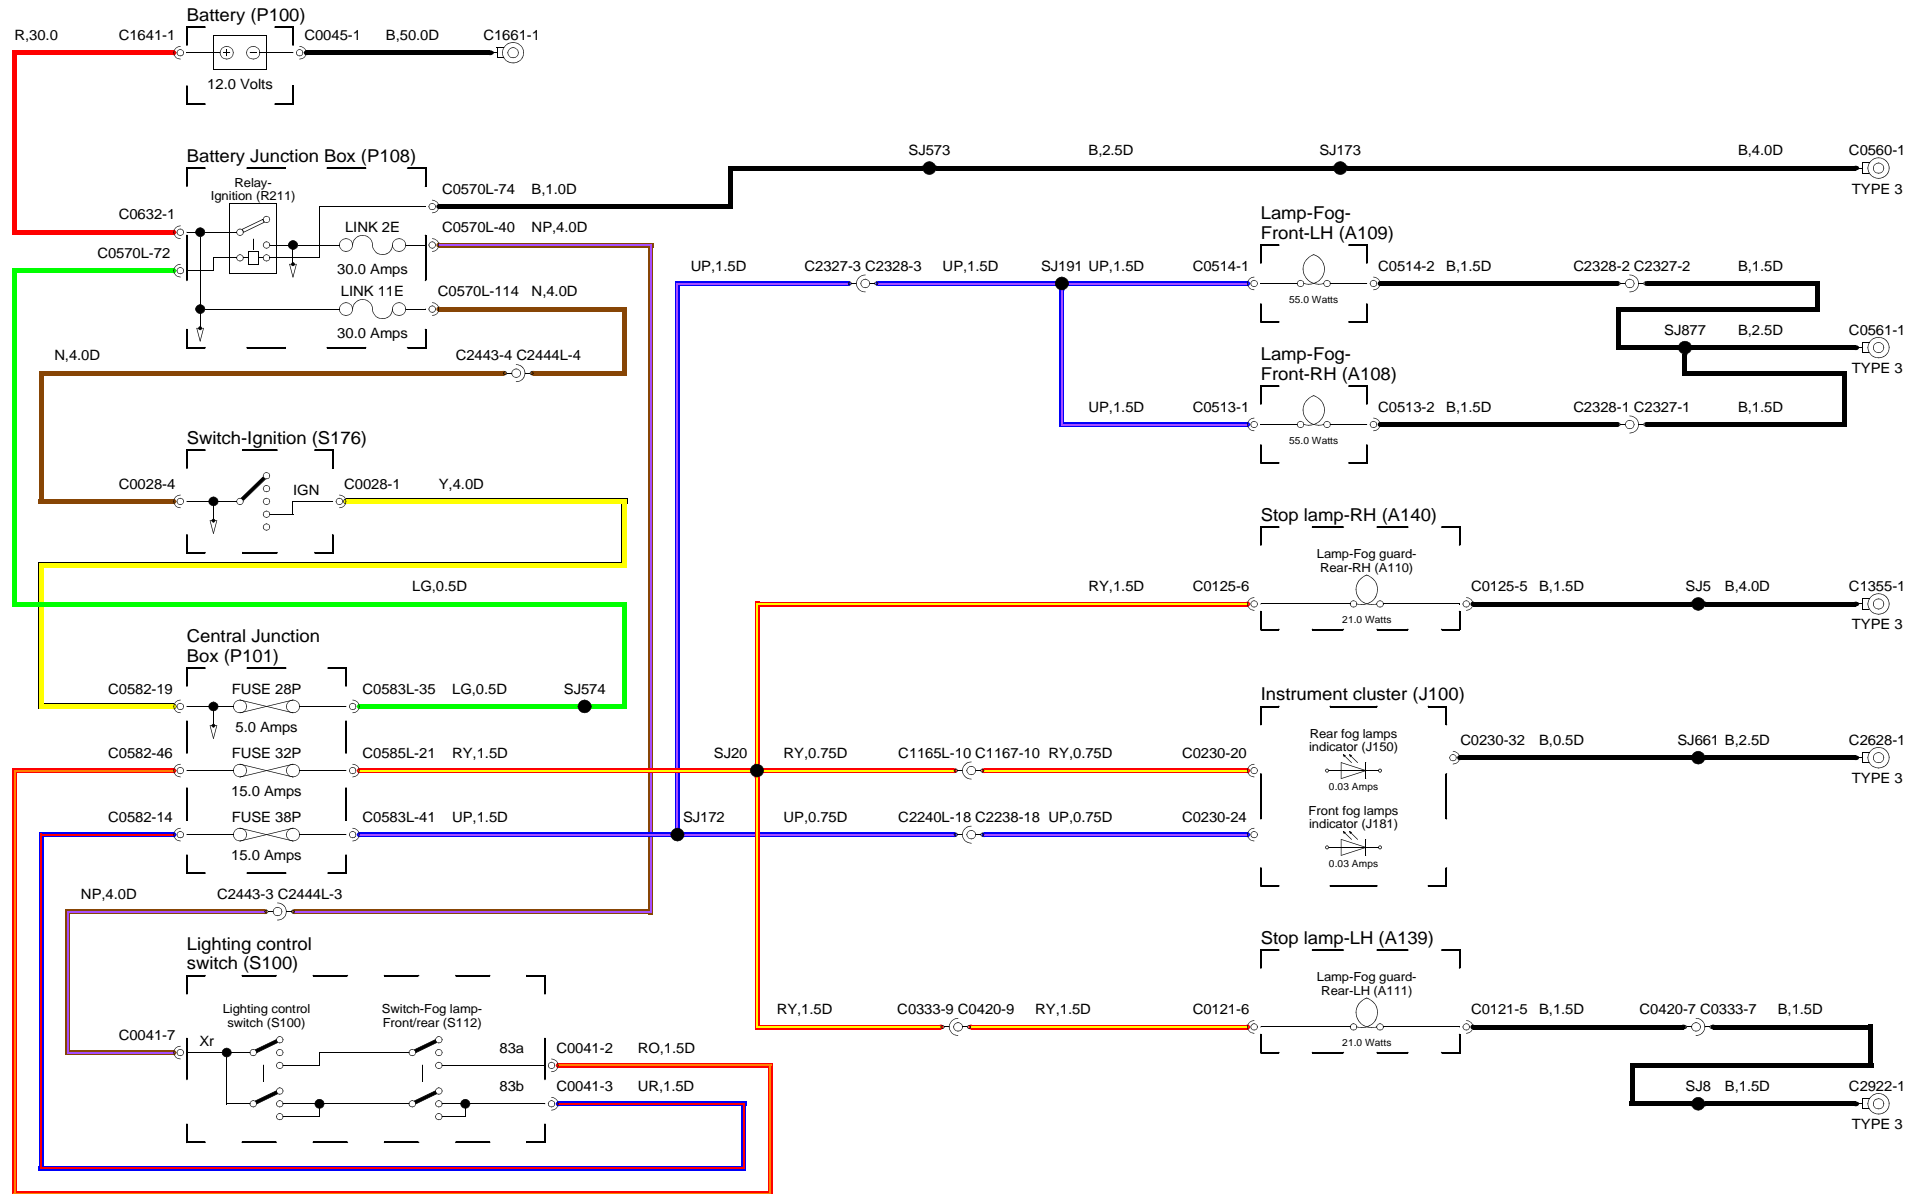 Battery (P100)
R,30.0 C1641-1 C0045-1 B,50.0D C1661-1
12.0 Volts
SJ573 B,2.5D SJ173 B,4.0D C0560-1
TYPE 3
Battery Junction Box (P108)
Relay-
Ignition (R211)
C0570L-74 B,1.0D
C0632-1 LINK 2E C0570L-40 NP,4.0D
C0570L-72
30.0 Amps
LINK 11E C0570L-114 N,4.0D
30.0 Amps
Lamp-Fog-
Front-LH (A109)
UP,1.5D C2327-3 C2328-3 UP,1.5D SJ191 UP,1.5D C0514-1 C0514-2 B,1.5D C2328-2 C2327-2 B,1.5D
55.0 Watts
SJ877 B,2.5D C0561-1
TYPE 3
N,4.0D C2443-4 C2444L-4
Lamp-Fog-
Front-RH (A108)
UP,1.5D C0513-1 C0513-2 B,1.5D C2328-1 C2327-1 B,1.5D
55.0 Watts
Switch-Ignition (S176)
C0028-4 IGN C0028-1 Y,4.0D
Stop lamp-RH (A140)
Lamp-Fog guard-
Rear-RH (A110)
LG,0.5D
RY,1.5D C0125-6 C0125-5 B,1.5D SJ5 B,4.0D C1355-1
21.0 Watts TYPE 3
Central Junction
Box (P101)
C0582-19 FUSE 28P C0583L-35 LG,0.5D SJ574
5.0 Amps
Instrument cluster (J100)
Rear fog lamps
indicator (J150)
C0230-32 B,0.5D SJ661 B,2.5D C2628-1
TYPE 3
C0582-46 FUSE 32P C0585L-21 RY,1.5D SJ20 RY,0.75D C1165L-10 C1167-10 RY,0.75D C0230-20
15.0 Amps
0.03 Amps
Front fog lamps
indicator (J181)
C0582-14 FUSE 38P C0583L-41 UP,1.5D SJ172 UP,0.75D C2240L-18 C2238-18 UP,0.75D C0230-24
15.0 Amps
0.03 Amps
NP,4.0D C2443-3 C2444L-3
Lighting control
switch (S100)
Stop lamp-LH (A139)
Lamp-Fog guard-
Rear-LH (A111)
RY,1.5D C0333-9 C0420-9 RY,1.5D C0121-6 C0121-5 B,1.5D C0420-7 C0333-7 B,1.5D
21.0 Watts
Lighting control
switch (S100)
Switch-Fog lamp-
Front/rear (S112)
C0041-7 Xr 83a C0041-2 RO,1.5D
83b C0041-3 UR,1.5D
SJ8 B,1.5D C2922-1
TYPE 3